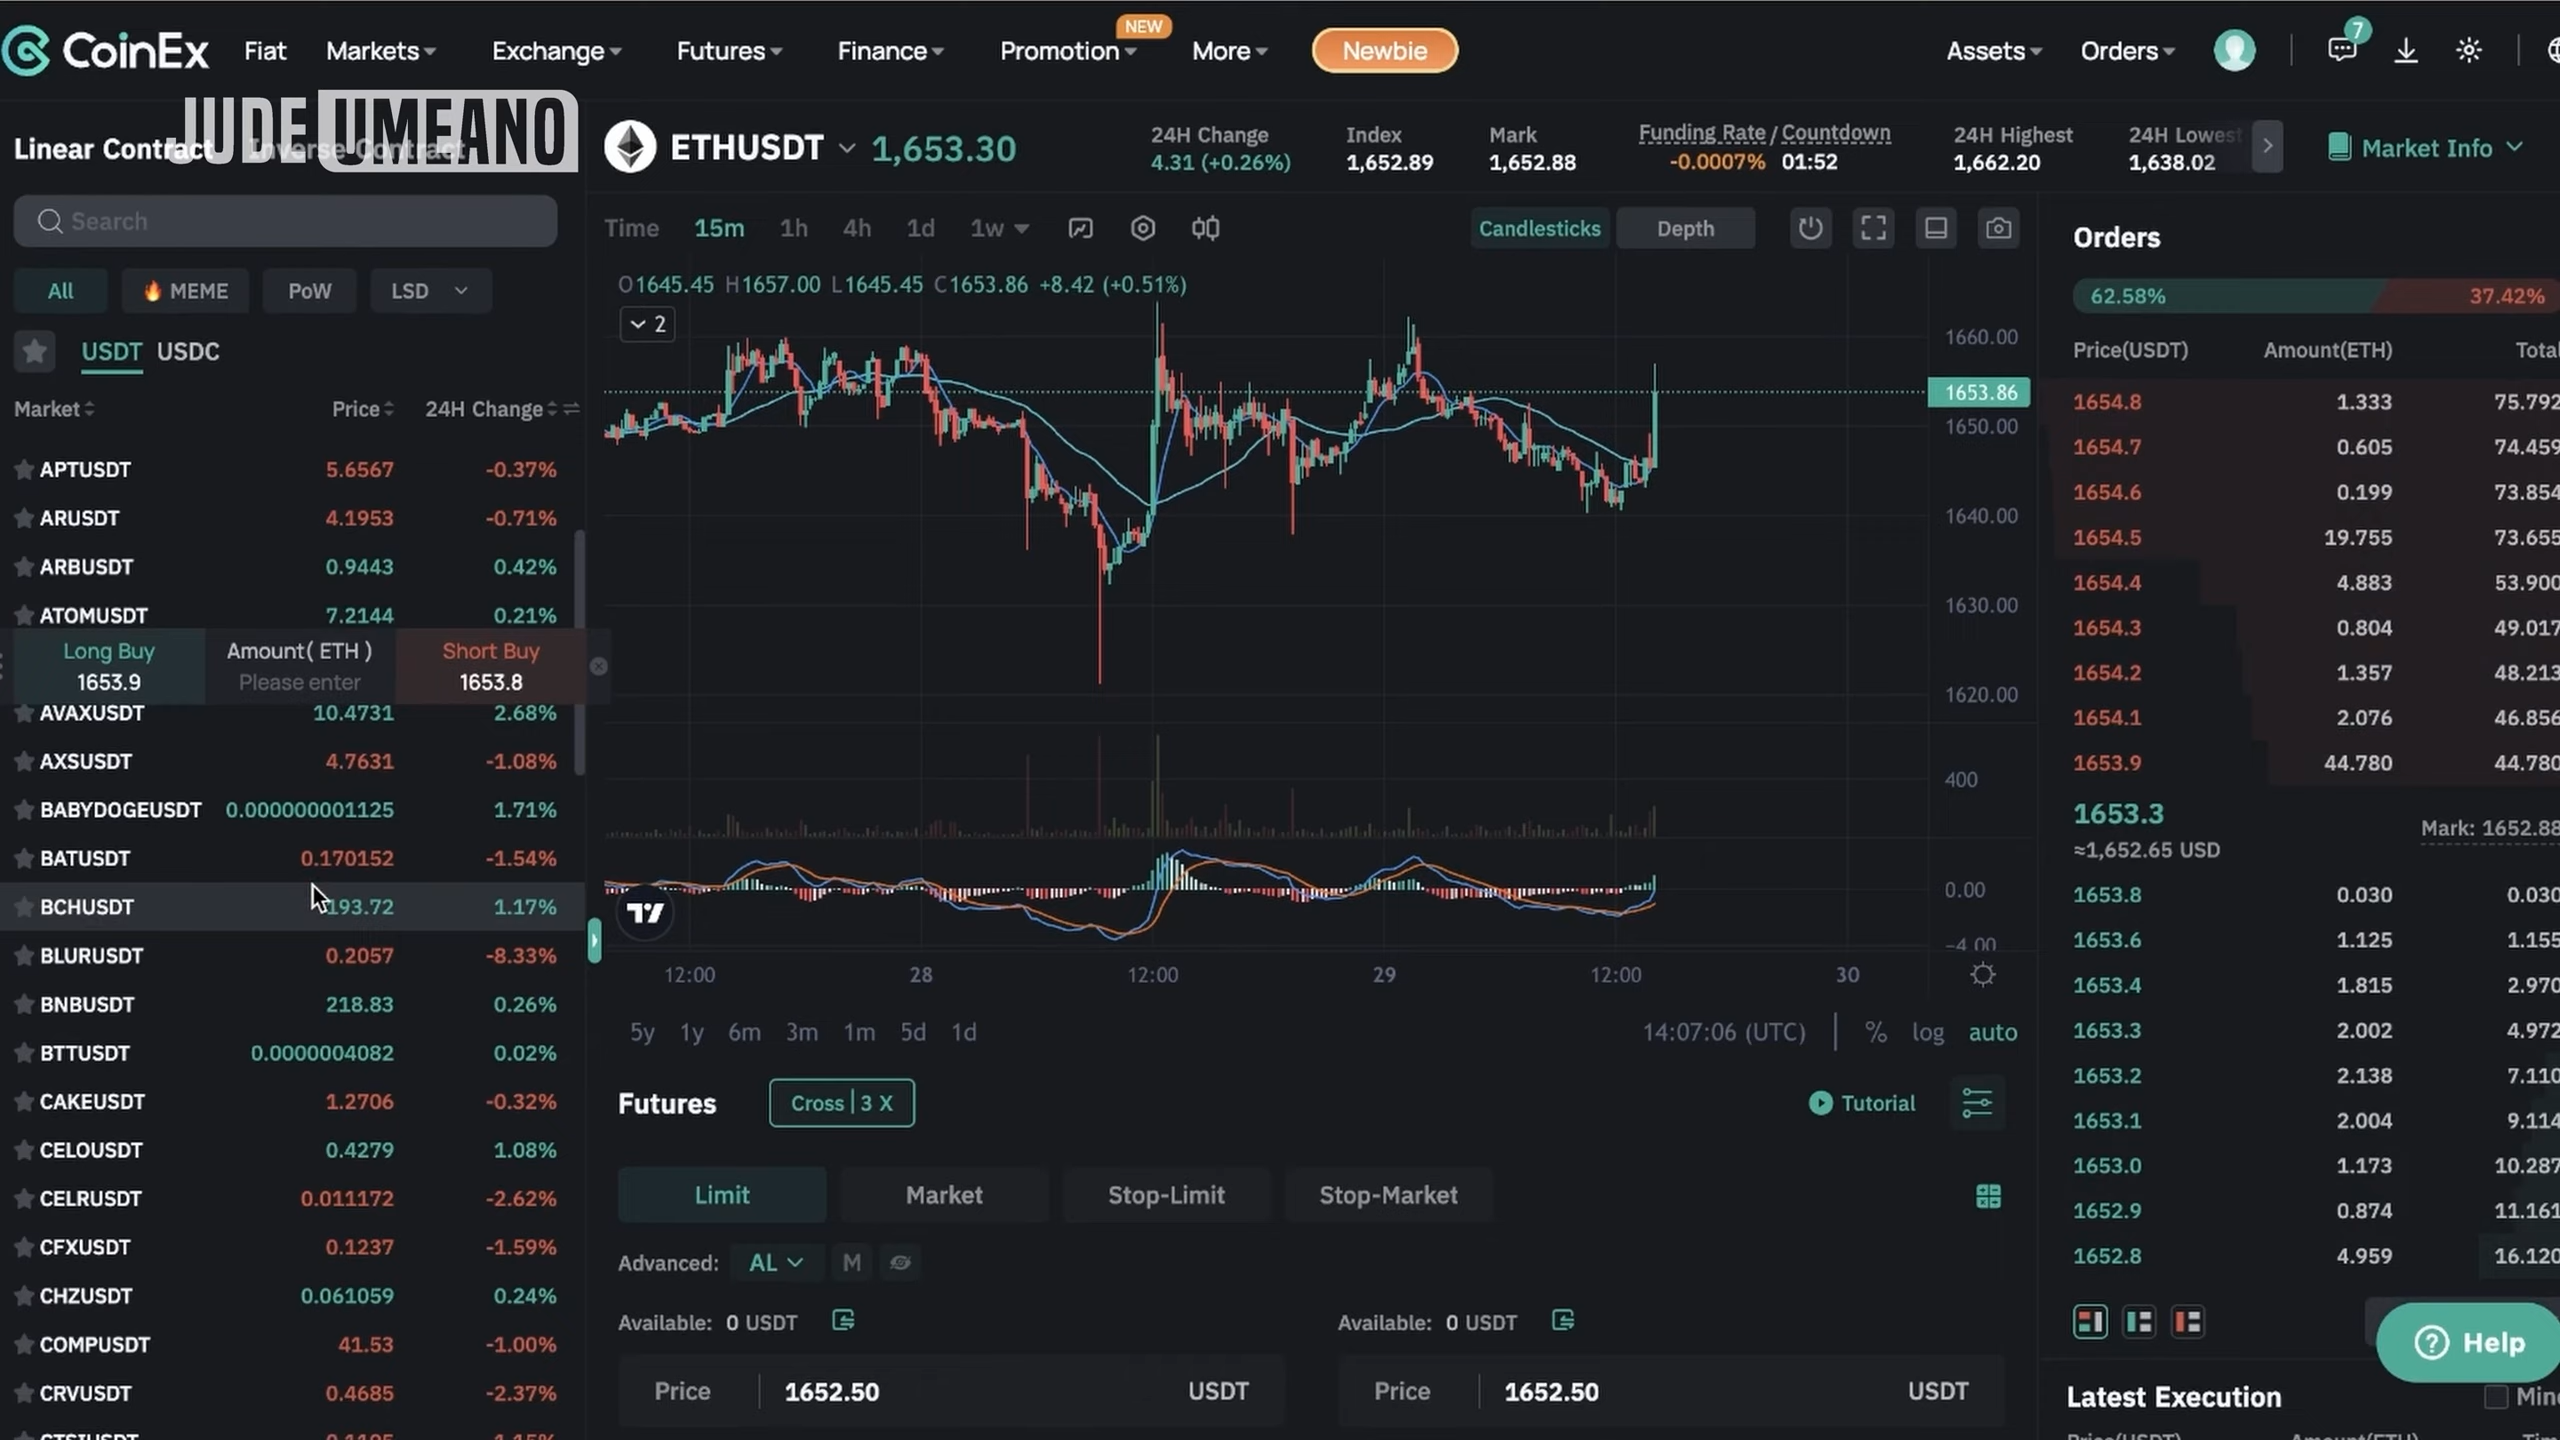 CoinEx Fiat Markets Exchange Futures Finance Promotion NEW More Newbie Assets Orders 7
JUDE UMEANO
Linear Contract Inverse Contract
Search
All MEME PoW LSD
USDT USDC
Market Price 24H Change
APTUSDT 5.6567 -0.37%
ARUSDT 4.1953 -0.71%
ARBUSDT 0.9443 0.42%
ATOMUSDT 7.2144 0.21%
Long Buy Amount( ETH ) Short Buy
1653.9 Please enter 1653.8
AVAXUSDT 10.4731 2.68%
AXSUSDT 4.7631 -1.08%
BABYDOGEUSDT 0.000000001125 1.71%
BATUSDT 0.170152 -1.54%
BCHUSDT 193.72 1.17%
BLURUSDT 0.2057 -8.33%
BNBUSDT 218.83 0.26%
BTTUSDT 0.0000004082 0.02%
CAKEUSDT 1.2706 -0.32%
CELOUSDT 0.4279 1.08%
CELRUSDT 0.011172 -2.62%
CFXUSDT 0.1237 -1.59%
CHZUSDT 0.061059 0.24%
COMPUSDT 41.53 -1.00%
CRVUSDT 0.4685 -2.37%
ETHUSDT 1,653.30
24H Change Index Mark Funding Rate / Countdown 24H Highest 24H Lowest
4.31 (+0.26%) 1,652.89 1,652.88 -0.0007% 01:52 1,662.20 1,638.02
Market Info
Time 15m 1h 4h 1d 1w Candlesticks Depth
O1645.45 H1657.00 L1645.45 C1653.86 +8.42 (+0.51%)
2
1660.00
1653.86
1650.00
1640.00
1630.00
1620.00
400
0.00
-4.00
12:00 28 12:00 29 12:00 30
5y 1y 6m 3m 1m 5d 1d 14:07:06 (UTC) % log auto
Futures Cross | 3 X Tutorial
Limit Market Stop-Limit Stop-Market
Advanced: AL M
Available: 0 USDT Available: 0 USDT
Price 1652.50 USDT Price 1652.50 USDT
Orders
62.58% 37.42%
Price(USDT) Amount(ETH) Total
1654.8 1.333 75.792
1654.7 0.605 74.459
1654.6 0.199 73.854
1654.5 19.755 73.655
1654.4 4.883 53.900
1654.3 0.804 49.017
1654.2 1.357 48.213
1654.1 2.076 46.856
1653.9 44.780 44.780
1653.3 Mark: 1652.88
≈1,652.65 USD
1653.8 0.030 0.030
1653.6 1.125 1.155
1653.4 1.815 2.970
1653.3 2.002 4.972
1653.2 2.138 7.110
1653.1 2.004 9.114
1653.0 1.173 10.287
1652.9 0.874 11.161
1652.8 4.959 16.120
Help
Latest Execution